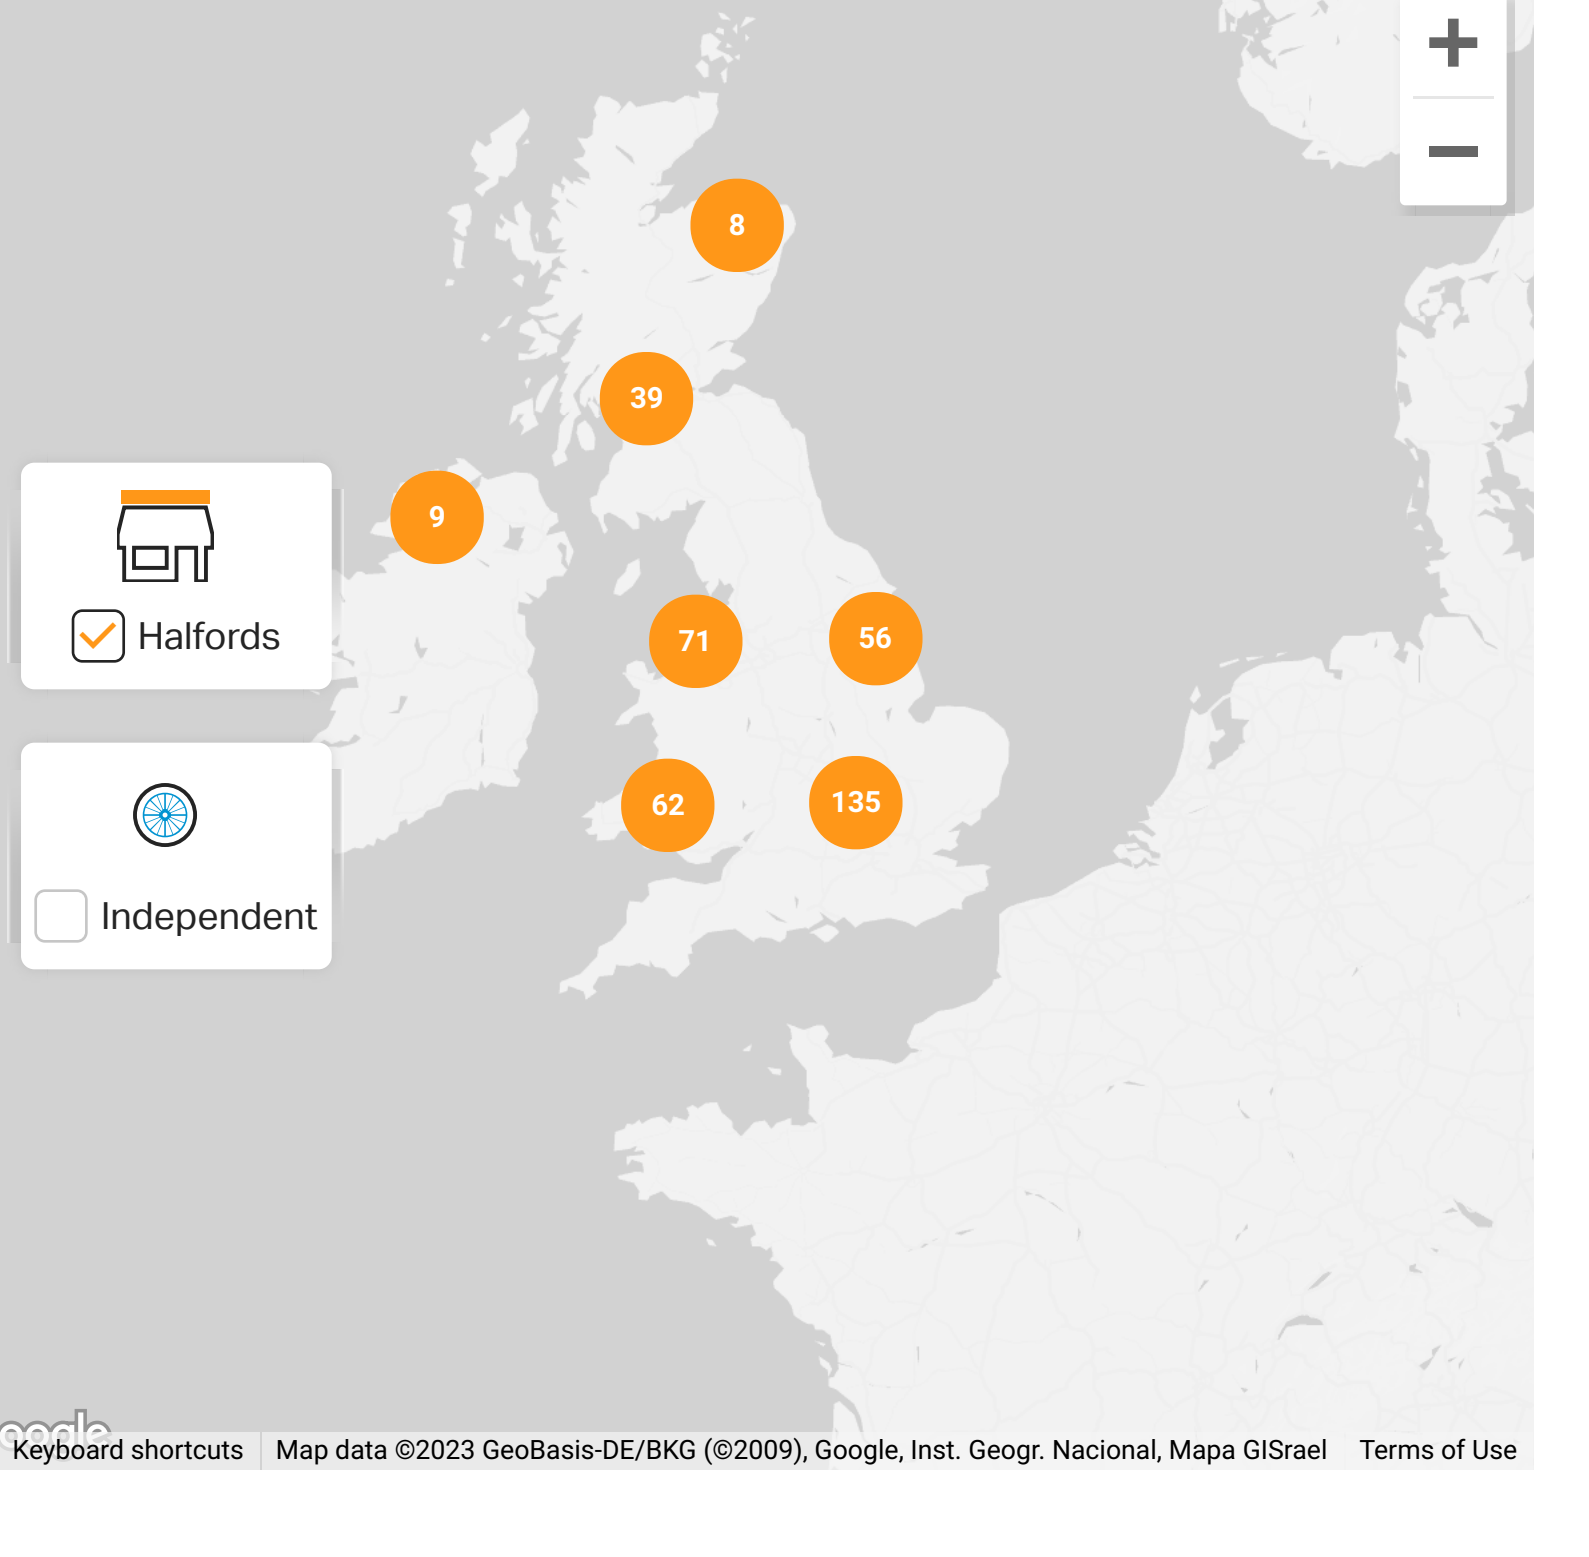 8
39
9
Halfords
71
56
62
135
Independent
oogle
Keyboard shortcuts
Map data ©2023 GeoBasis-DE/BKG (©2009), Google, Inst. Geogr. Nacional, Mapa GISrael
Terms of Use